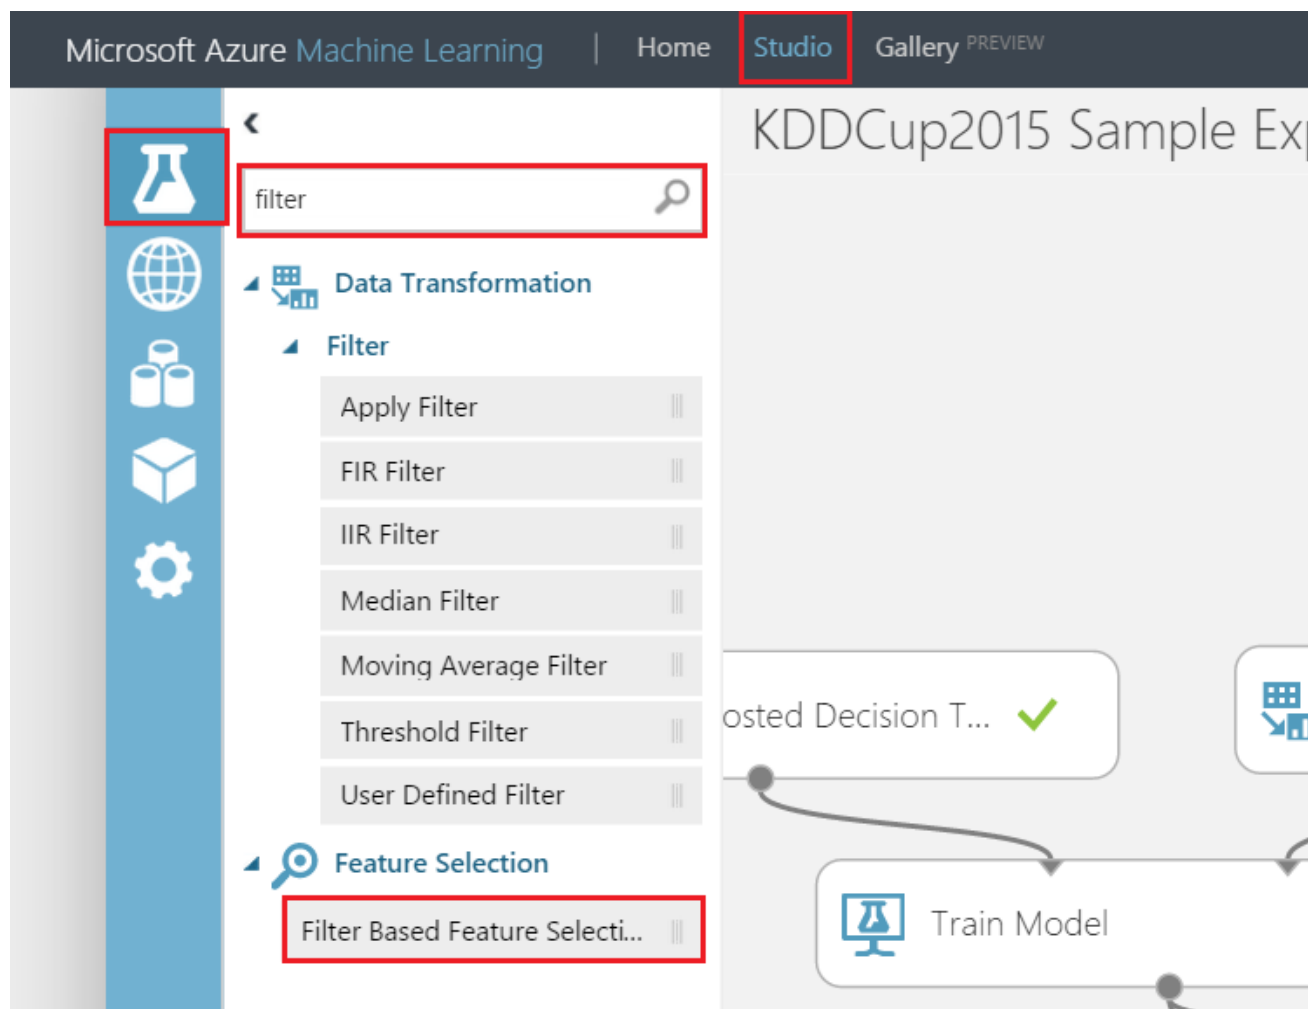 Microsoft Azure Machine Learning | Home Studio Gallery PREVIEW
KDDCup2015 Sample Exp
filter
Data Transformation
Filter
Apply Filter
FIR Filter
IIR Filter
Median Filter
Moving Average Filter
Threshold Filter
User Defined Filter
Feature Selection
Filter Based Feature Selecti...
osted Decision T...
Train Model